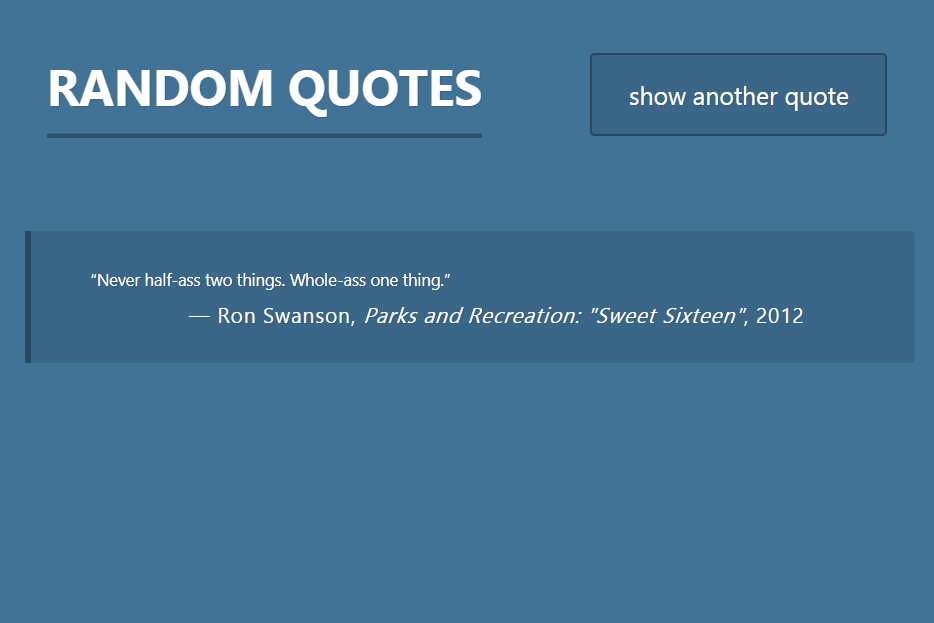 RANDOM QUOTES
show another quote
“Never half-ass two things. Whole-ass one thing.”
— Ron Swanson, Parks and Recreation: "Sweet Sixteen", 2012